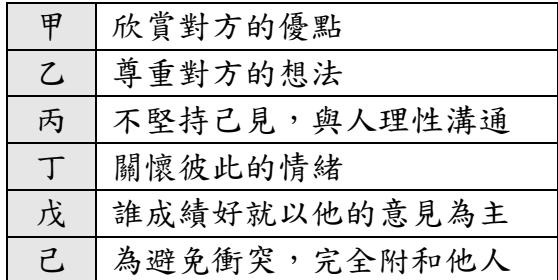 甲 欣賞對方的優點
乙 尊重對方的想法
丙 不堅持己見，與人理性溝通
丁 關懷彼此的情緒
戊 誰成績好就以他的意見為主
己 為避免衝突，完全附和他人